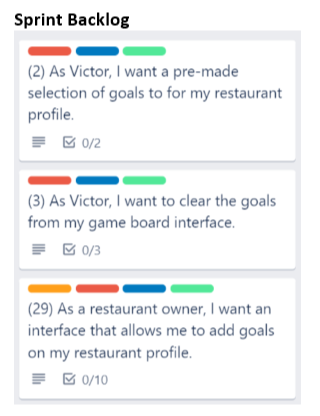 Sprint Backlog
(2) As Victor, I want a pre-made
selection of goals to for my restaurant
profile.
0/2
(3) As Victor, I want to clear the goals
from my game board interface.
0/3
(29) As a restaurant owner, I want an
interface that allows me to add goals
on my restaurant profile.
0/10